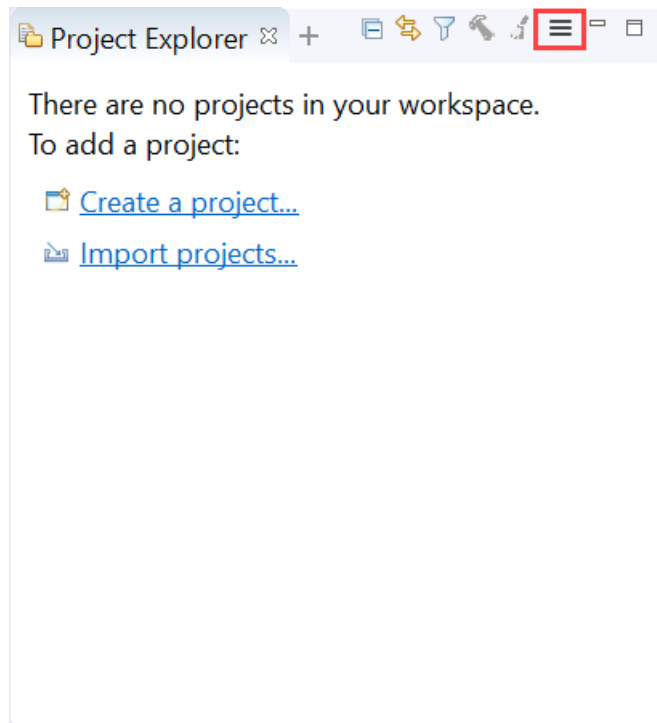 Project Explorer
There are no projects in your workspace.
To add a project:
Create a project...
Import projects...